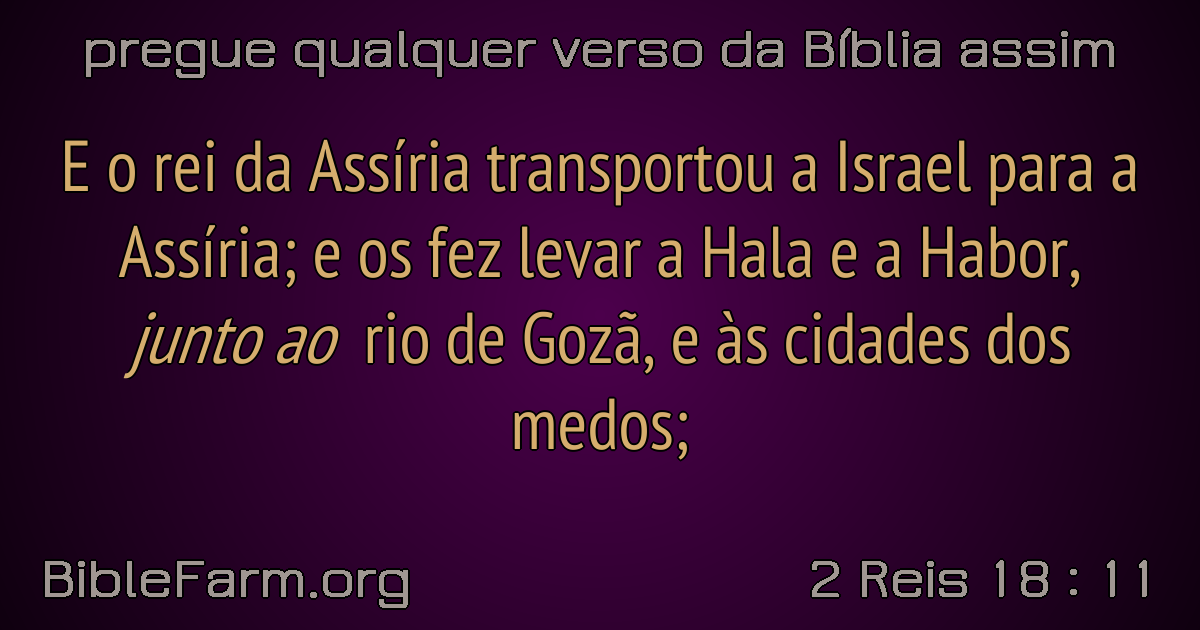 pregue qualquer verso da Bíblia assim
E o rei da Assíria transportou a Israel para a
Assíria; e os fez levar a Hala e a Habor,
junto ao rio de Gozã, e às cidades dos
medos;
BibleFarm.org
2 Reis 18 : 11